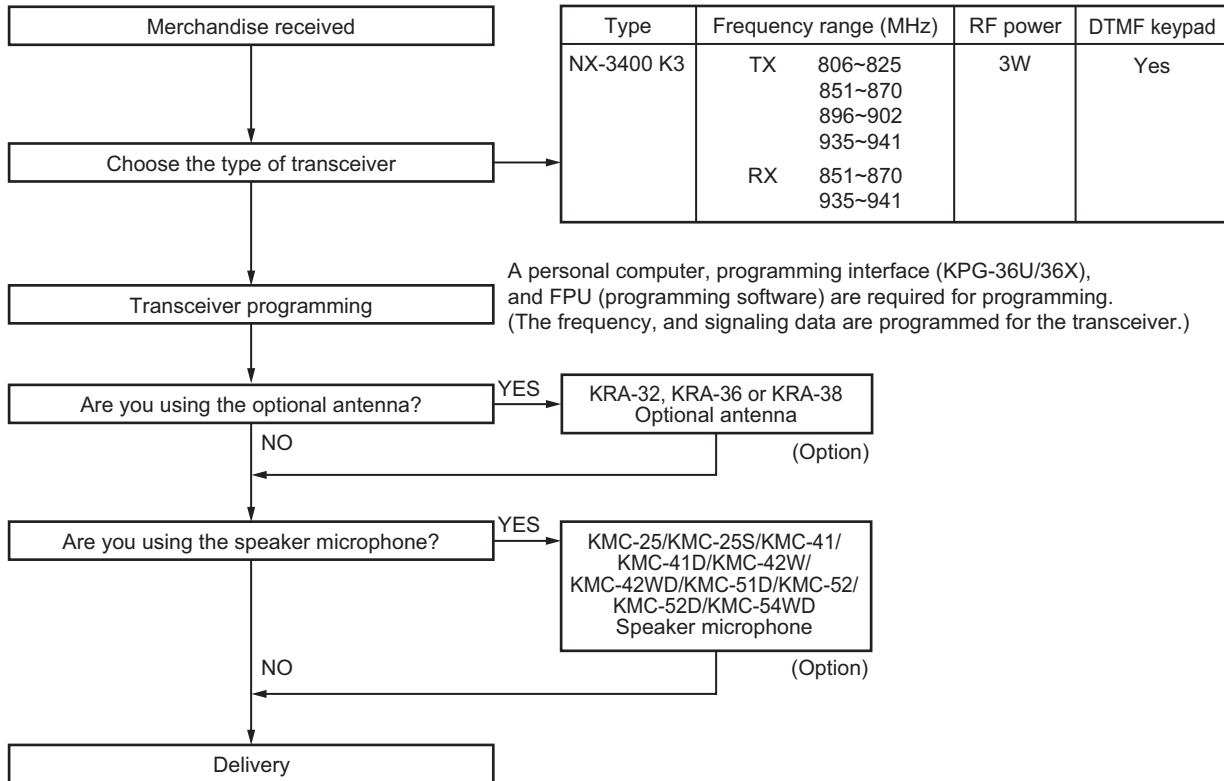 Merchandise received
Type Frequency range (MHz) RF power DTMF keypad
NX-3400 K3 TX 806~825 3W Yes
851~870
896~902
935~941
RX 851~870
935~941
Choose the type of transceiver
A personal computer, programming interface (KPG-36U/36X),
and FPU (programming software) are required for programming.
(The frequency, and signaling data are programmed for the transceiver.)
Transceiver programming
Are you using the optional antenna?
YES
KRA-32, KRA-36 or KRA-38
Optional antenna
(Option)
NO
Are you using the speaker microphone?
YES
KMC-25/KMC-25S/KMC-41/
KMC-41D/KMC-42W/
KMC-42WD/KMC-51D/KMC-52/
KMC-52D/KMC-54WD
Speaker microphone
(Option)
NO
Delivery